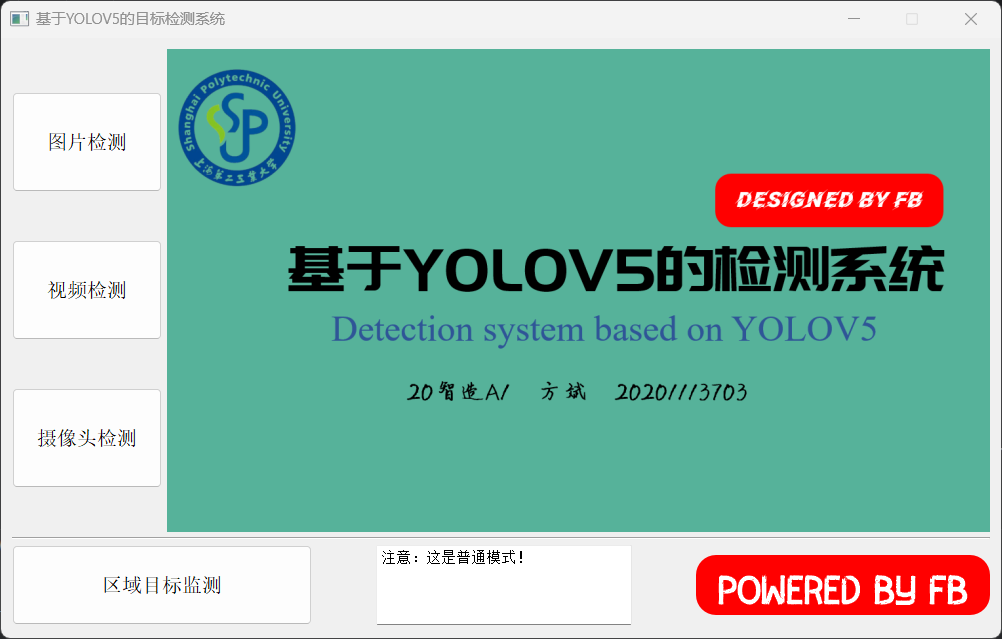 基于YOLOV5的目标检测系统
图片检测
视频检测
摄像头检测
Shanghai Polytechnic University
SSPU
上海第二工业大学
DESIGNED BY FB
基于YOLOV5的检测系统
Detection system based on YOLOV5
20智造A1 方斌 20201113703
区域目标监测
注意：这是普通模式！
POWERED BY FB